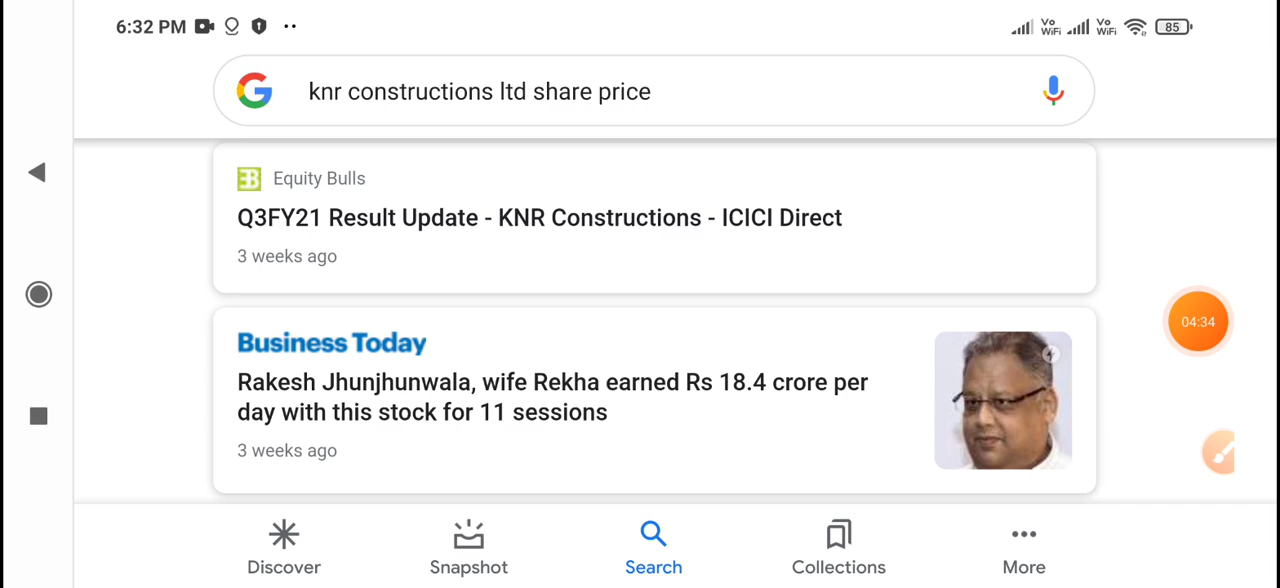 6:32 PM
Vo WiFi Vo WiFi 85
knr constructions ltd share price
Equity Bulls
Q3FY21 Result Update - KNR Constructions - ICICI Direct
3 weeks ago
Business Today
Rakesh Jhunjhunwala, wife Rekha earned Rs 18.4 crore per
day with this stock for 11 sessions
3 weeks ago
04:34
Discover Snapshot Search Collections More